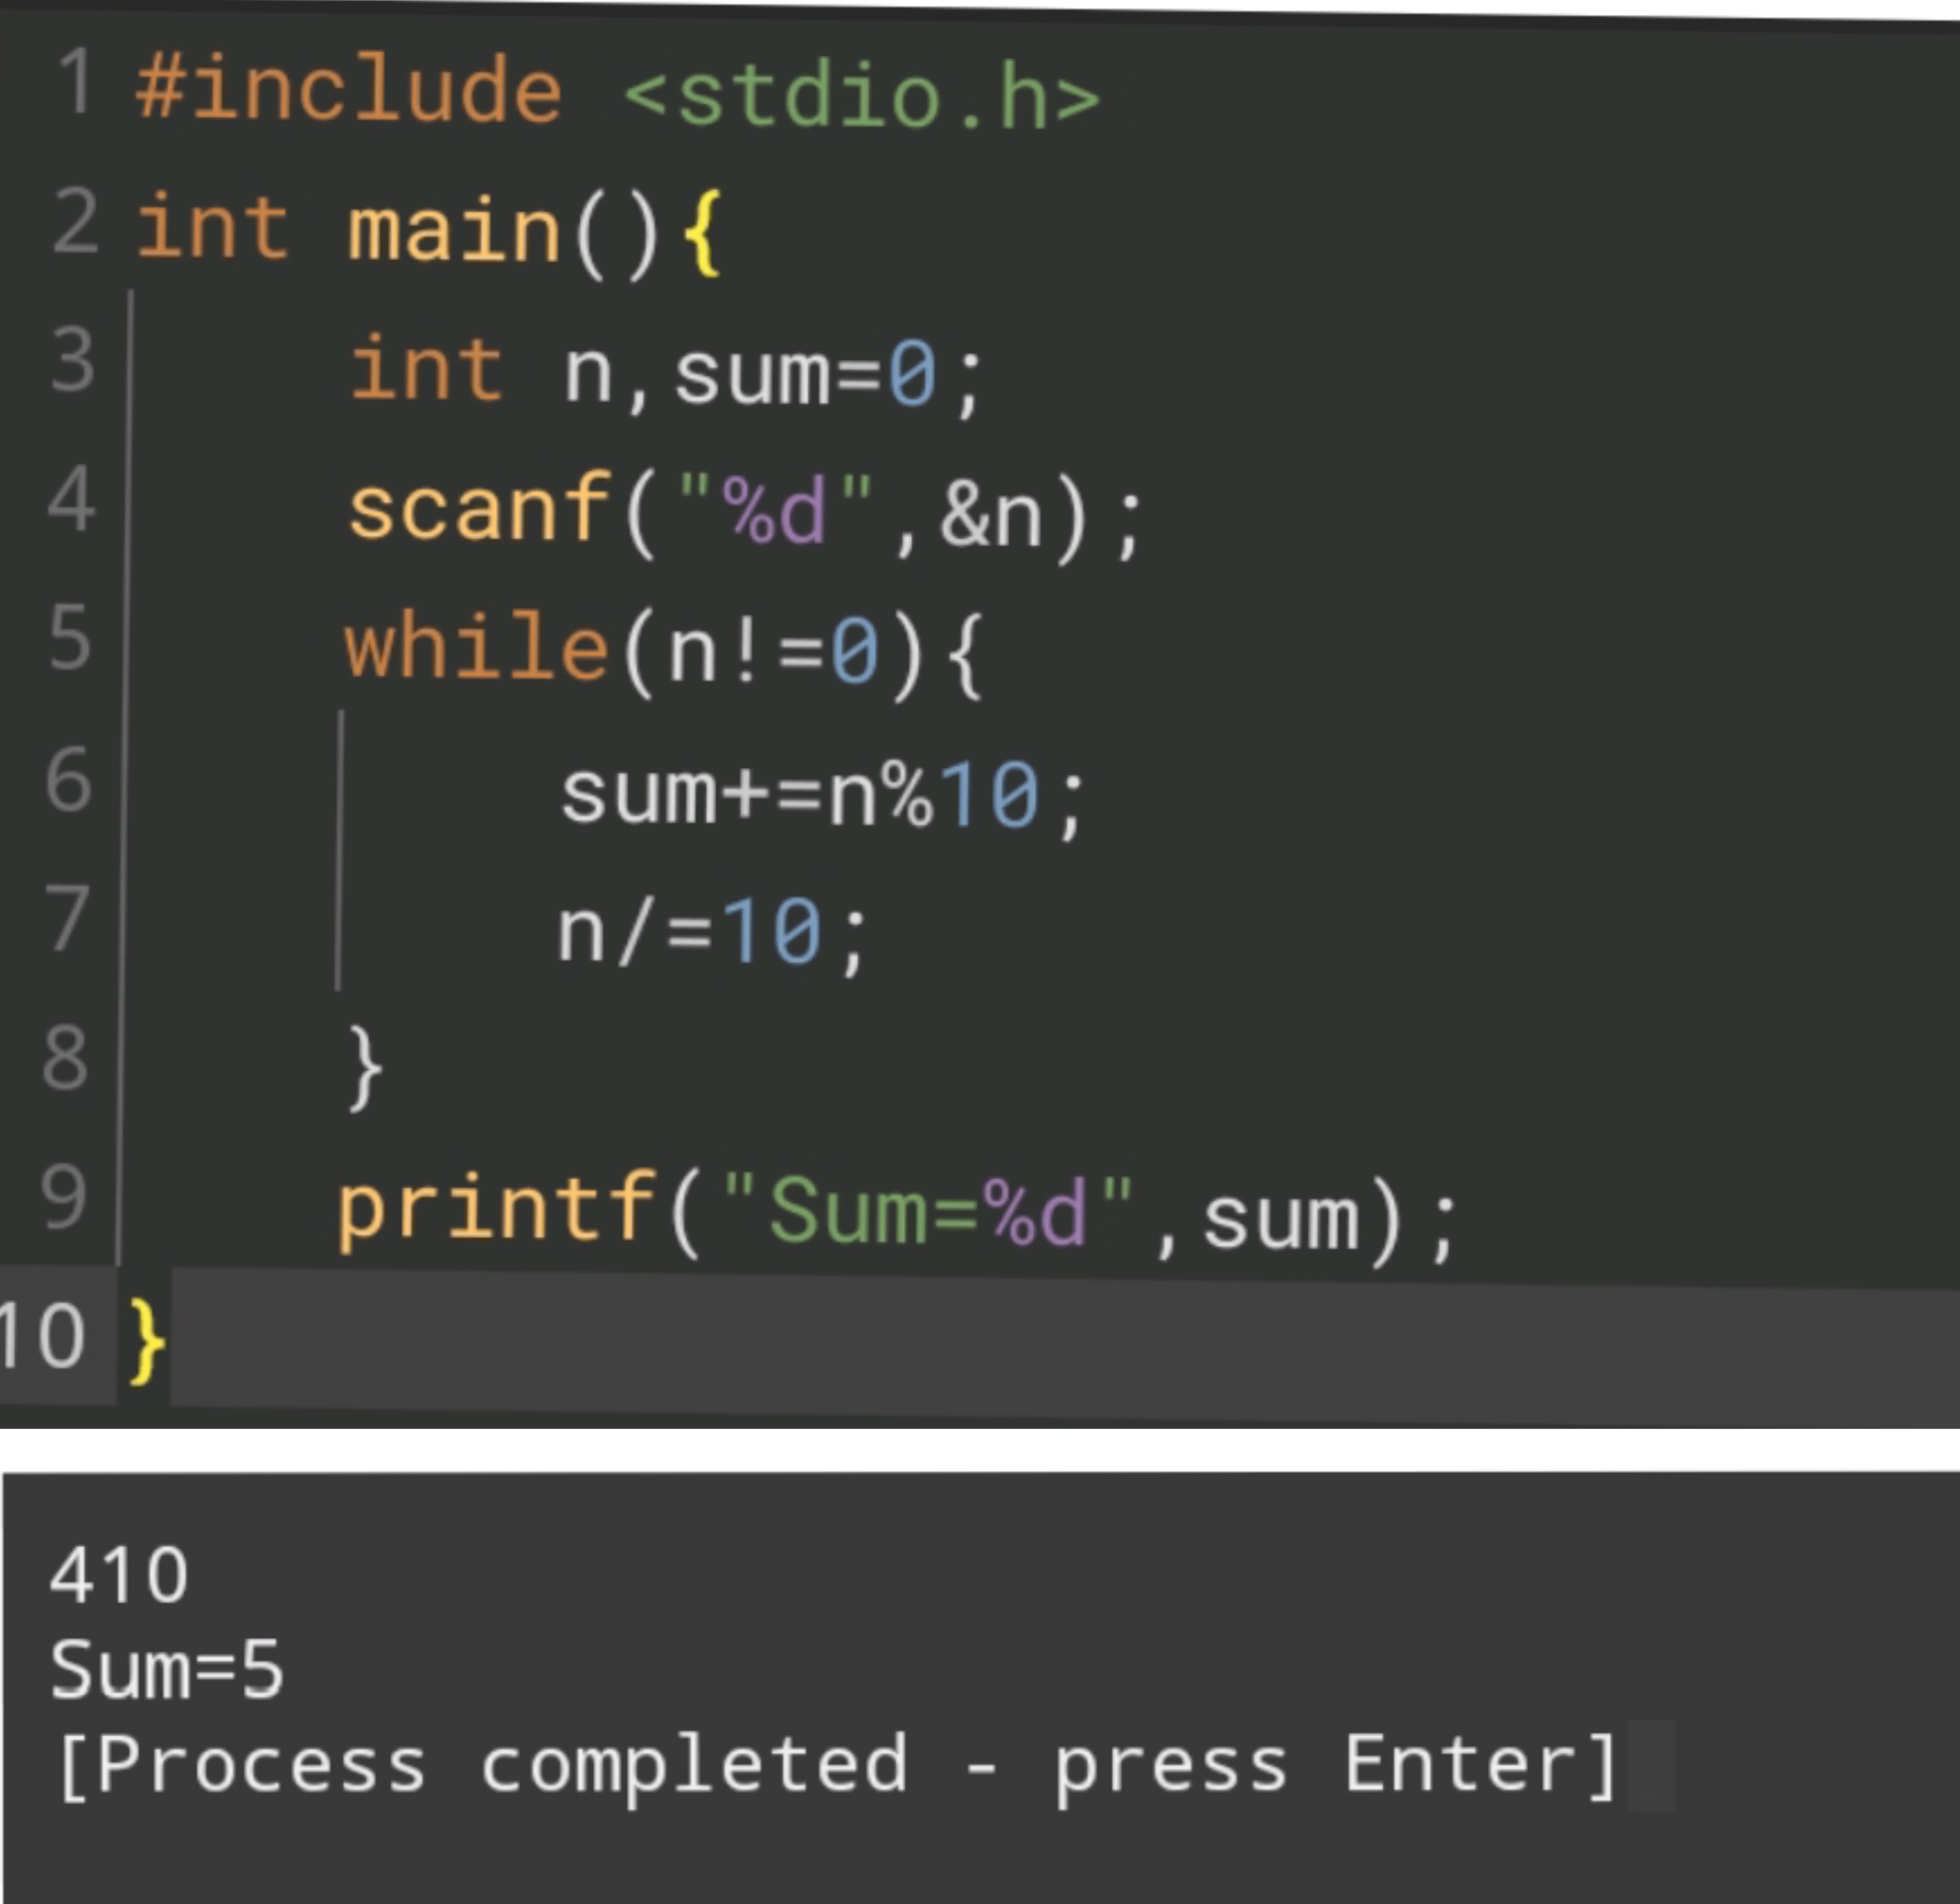 1 #include <stdio.h>
2 int main(){
3 int n,sum=0;
4 scanf("%d",&n);
5 while(n!=0){
6 sum+=n%10;
7 n/=10;
8 }
9 printf("Sum=%d",sum);
10 }
410
Sum=5
[Process completed - press Enter]